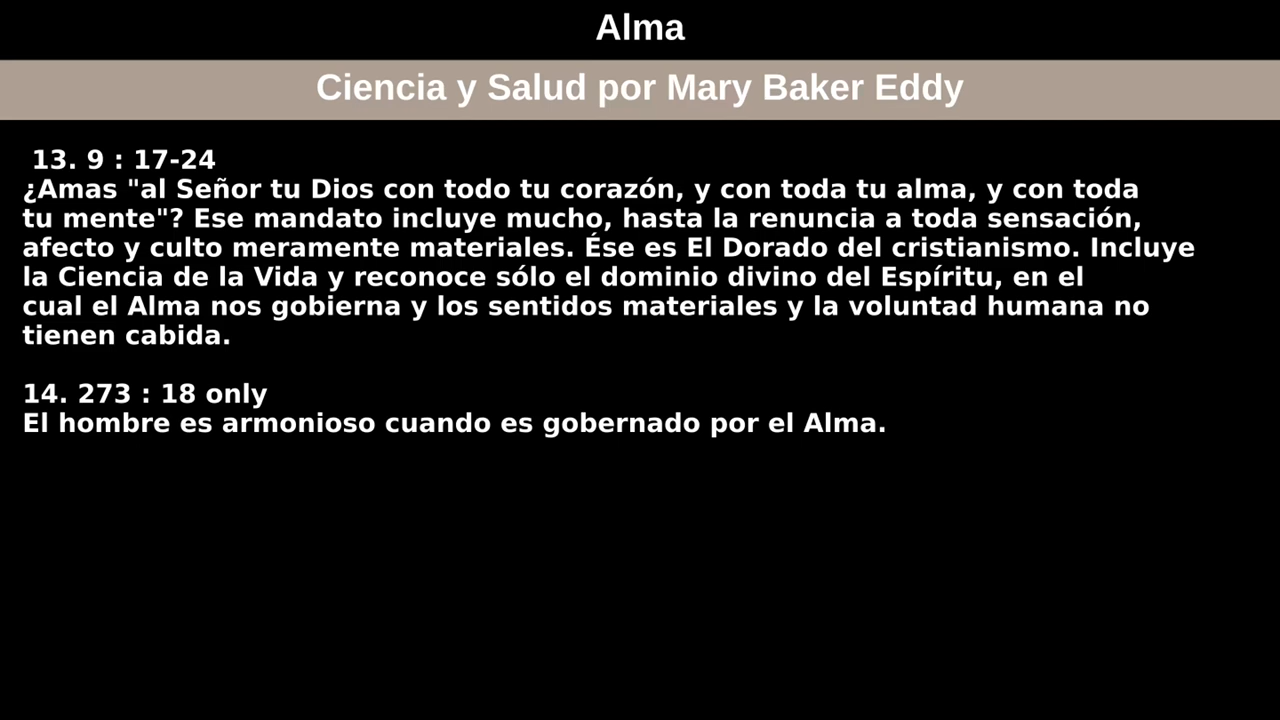 Alma
Ciencia y Salud por Mary Baker Eddy
13. 9 : 17-24
¿Amas "al Señor tu Dios con todo tu corazón, y con toda tu alma, y con toda
tu mente"? Ese mandato incluye mucho, hasta la renuncia a toda sensación,
afecto y culto meramente materiales. Ése es El Dorado del cristianismo. Incluye
la Ciencia de la Vida y reconoce sólo el dominio divino del Espíritu, en el
cual el Alma nos gobierna y los sentidos materiales y la voluntad humana no
tienen cabida.
14. 273 : 18 only
El hombre es armonioso cuando es gobernado por el Alma.